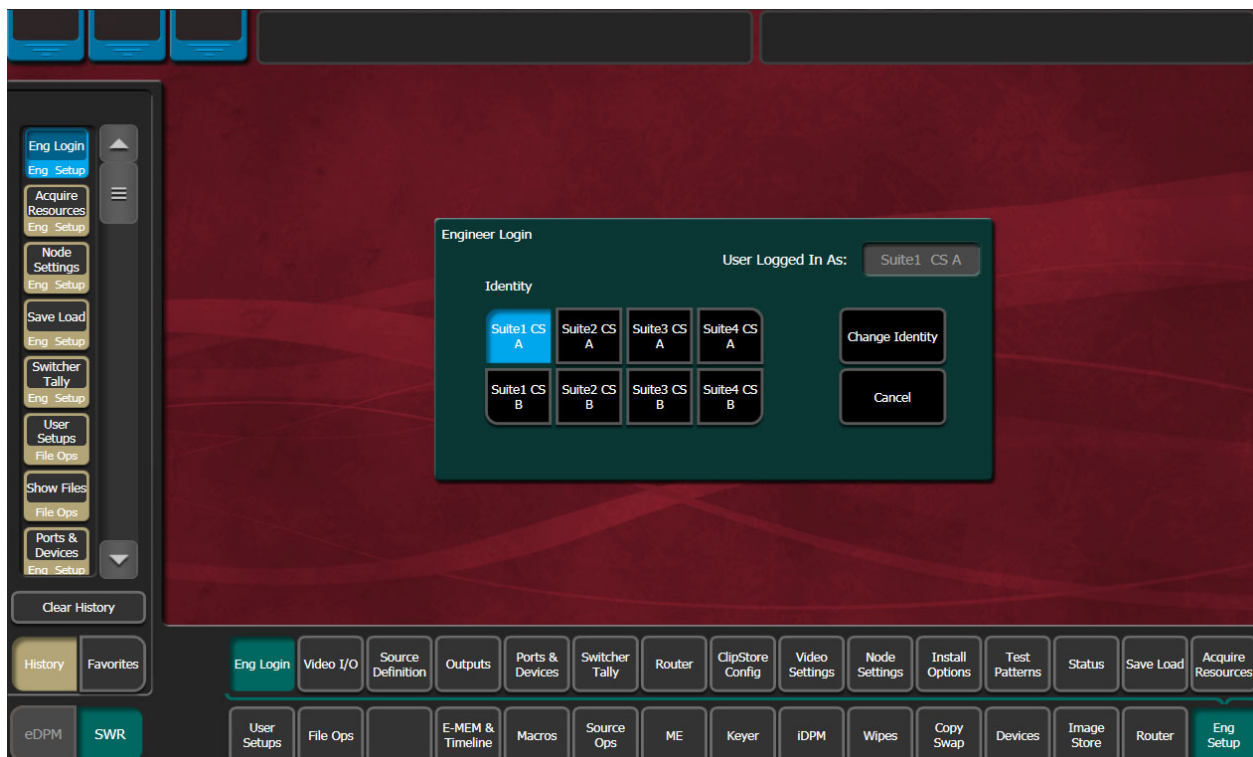 Eng Login
Eng Setup
Acquire
Resources
Eng Setup
Node
Settings
Eng Setup
Save Load
Eng Setup
Switcher
Tally
Eng Setup
User
Setups
File Ops
Show Files
File Ops
Ports &
Devices
Eng Setup
Clear History
History
Favorites
eDPM
SWR
Engineer Login
User Logged In As:
Suite1 CS A
Identity
Suite1 CS
A
Suite2 CS
A
Suite3 CS
A
Suite4 CS
A
Change Identity
Suite1 CS
B
Suite2 CS
B
Suite3 CS
B
Suite4 CS
B
Cancel
Eng Login
Video I/O
Source
Definition
Outputs
Ports &
Devices
Switcher
Tally
Router
ClipStore
Config
Video
Settings
Node
Settings
Install
Options
Test
Patterns
Status
Save Load
Acquire
Resources
User
Setups
File Ops
E-MEM &
Timeline
Macros
Source
Ops
ME
Keyer
iDPM
Wipes
Copy
Swap
Devices
Image
Store
Router
Eng
Setup